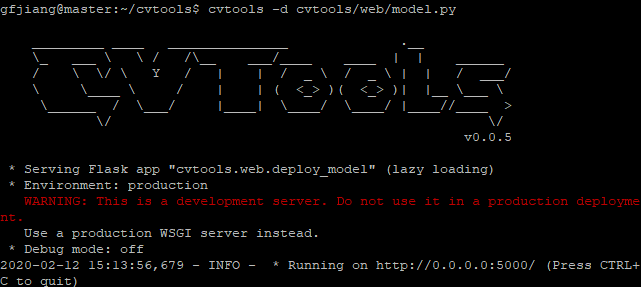 gfjiang@master:~/cvtools$ cvtools -d cvtools/web/model.py
CVTools
v0.0.5
* Serving Flask app "cvtools.web.deploy_model" (lazy loading)
* Environment: production
WARNING: This is a development server. Do not use it in a production deployme
nt.
Use a production WSGI server instead.
* Debug mode: off
2020-02-12 15:13:56,679 - INFO -  * Running on http://0.0.0.0:5000/ (Press CTRL+
C to quit)